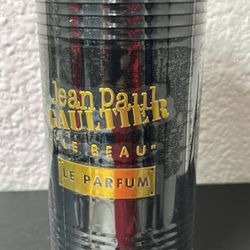 Jean Paul
GAULTIER
"LE BEAU"
LE PARFUM